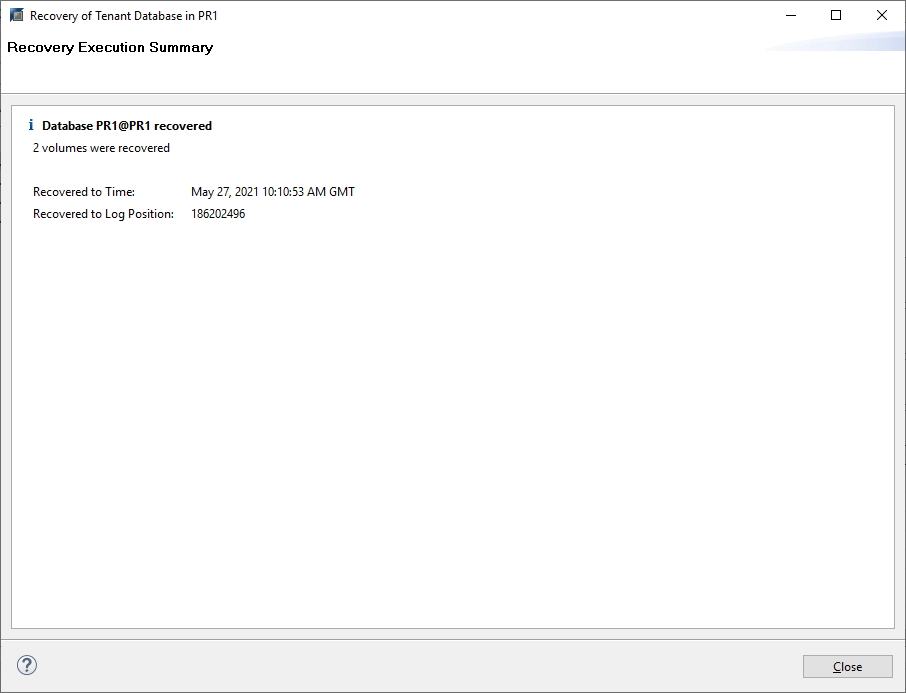 Recovery of Tenant Database in PR1
Recovery Execution Summary
i Database PR1@PR1 recovered
2 volumes were recovered
Recovered to Time: May 27, 2021 10:10:53 AM GMT
Recovered to Log Position: 186202496
?
Close